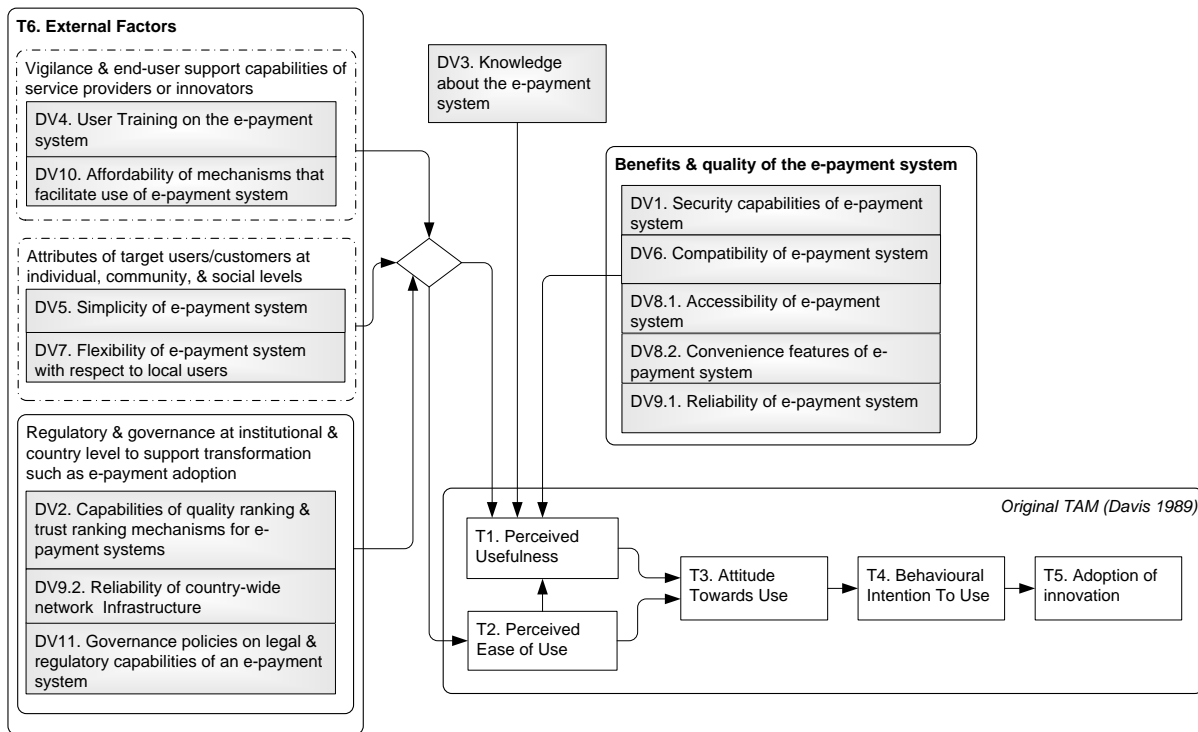 T6. External Factors
Vigilance & end-user support capabilities of
service providers or innovators
DV4. User Training on the e-payment
system
DV10. Affordability of mechanisms that
facilitate use of e-payment system
Attributes of target users/customers at
individual, community, & social levels
DV5. Simplicity of e-payment system
DV7. Flexibility of e-payment system
with respect to local users
Regulatory & governance at institutional &
country level to support transformation
such as e-payment adoption
DV2. Capabilities of quality ranking &
trust ranking mechanisms for e-
payment systems
DV9.2. Reliability of country-wide
network Infrastructure
DV11. Governance policies on legal &
regulatory capabilities of an e-payment
system
DV3. Knowledge
about the e-payment
system
Benefits & quality of the e-payment system
DV1. Security capabilities of e-payment
system
DV6. Compatibility of e-payment system
DV8.1. Accessibility of e-payment
system
DV8.2. Convenience features of e-
payment system
DV9.1. Reliability of e-payment system
Original TAM (Davis 1989)
T1. Perceived
Usefulness
T2. Perceived
Ease of Use
T3. Attitude
Towards Use
T4. Behavioural
Intention To Use
T5. Adoption of
innovation